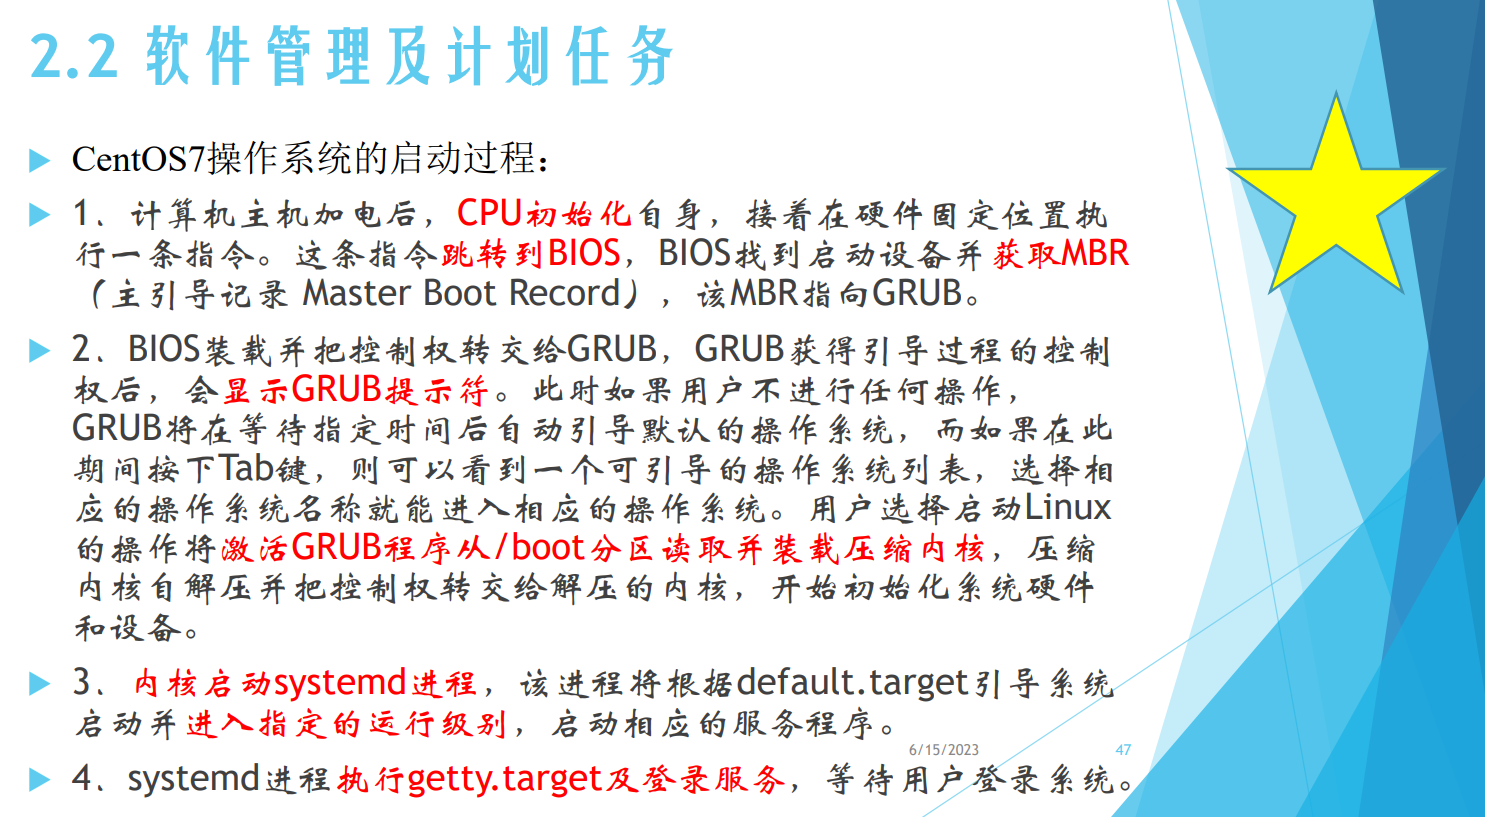 2.2 软件管理及计划任务
CentOS7操作系统的启动过程：
1、计算机主机加电后，CPU初始化自身，接着在硬件固定位置执
行一条指令。这条指令跳转到BIOS，BIOS找到启动设备并获取MBR
（主引导记录 Master Boot Record），该MBR指向GRUB。
2、BIOS装载并把控制权转交给GRUB，GRUB获得引导过程的控制
权后，会显示GRUB提示符。此时如果用户不进行任何操作，
GRUB将在等待指定时间后自动引导默认的操作系统，而如果在此
期间按下Tab键，则可以看到一个可引导的操作系统列表，选择相
应的操作系统名称就能进入相应的操作系统。用户选择启动Linux
的操作将激活GRUB程序从/boot分区读取并装载压缩内核，压缩
内核自解压并把控制权转交给解压的内核，开始初始化系统硬件
和设备。
3、内核启动systemd进程，该进程将根据default.target引导系统
启动并进入指定的运行级别，启动相应的服务程序。
6/15/2023
47
4、systemd进程执行getty.target及登录服务，等待用户登录系统。